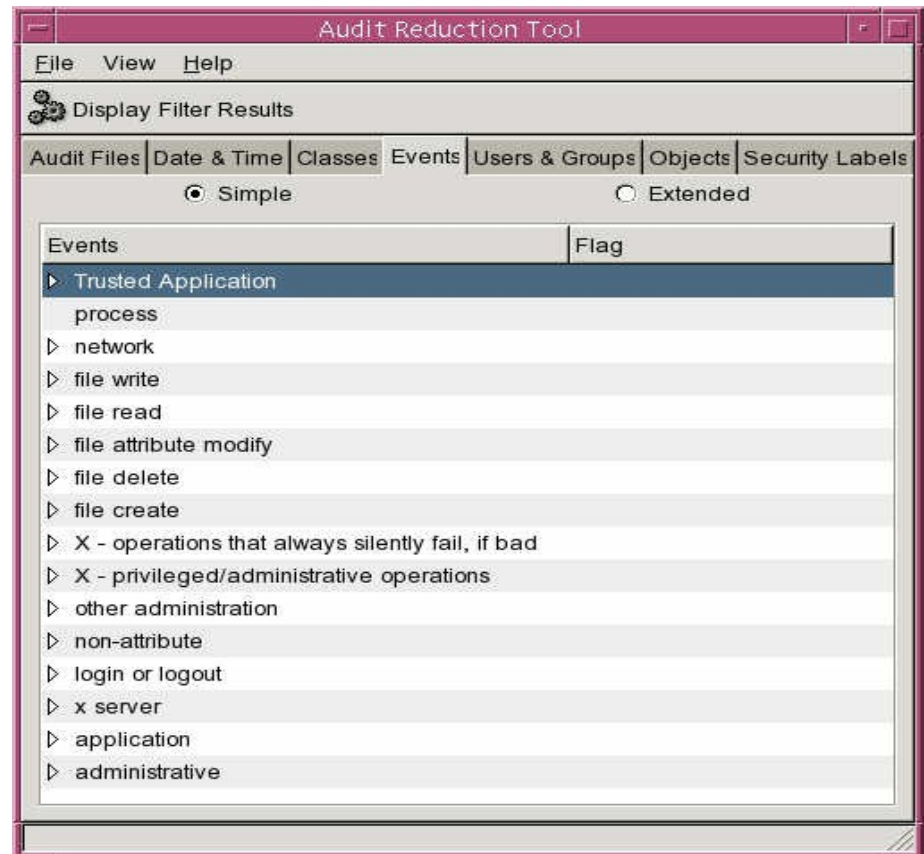 Audit Reduction Tool
File View Help
Display Filter Results
Audit Files Date & Time Classes Events Users & Groups Objects Security Labels
Simple Extended
Events Flag
Trusted Application
process
network
file write
file read
file attribute modify
file delete
file create
X - operations that always silently fail, if bad
X - privileged/administrative operations
other administration
non-attribute
login or logout
x server
application
administrative